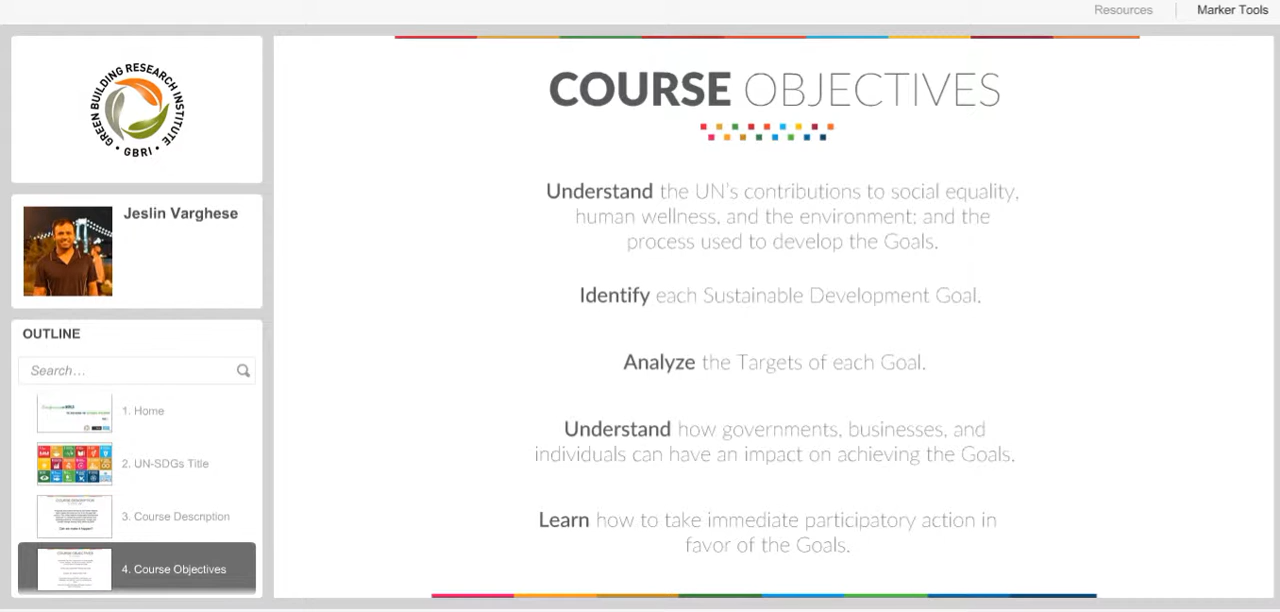 Resources
Marker Tools
GREEN BUILDING RESEARCH INSTITUTE
• GBRI •
Jeslin Varghese
OUTLINE
Search...
1. Home
2. UN-SDGs Title
3. Course Description
4. Course Objectives
COURSE OBJECTIVES
Understand the UN's contributions to social equality,
human wellness, and the environment; and the
process used to develop the Goals.
Identify each Sustainable Development Goal.
Analyze the Targets of each Goal.
Understand how governments, businesses, and
individuals can have an impact on achieving the Goals.
Learn how to take immediate participatory action in
favor of the Goals.